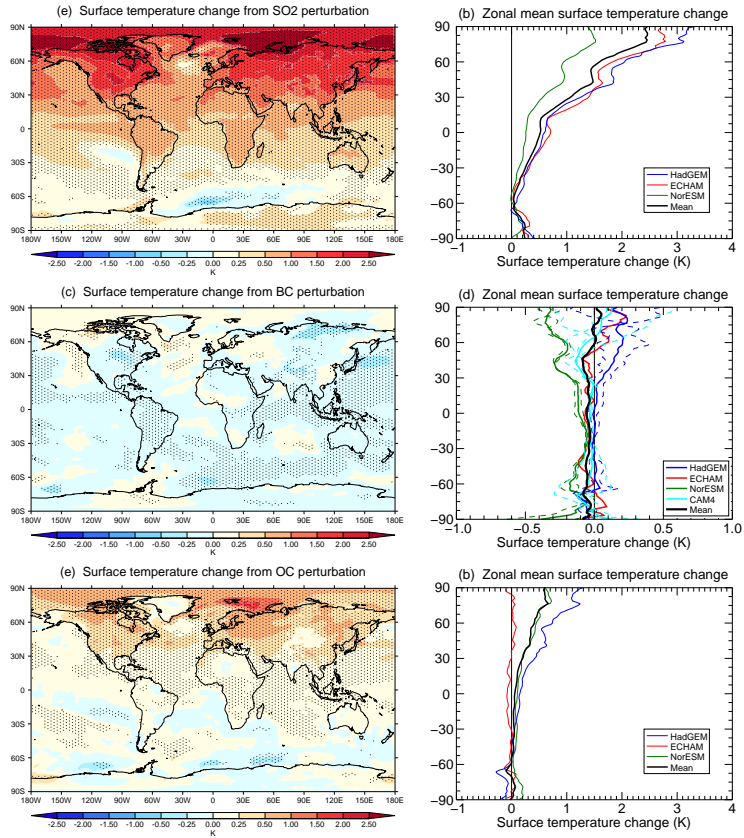 (e) Surface temperature change from SO2 perturbation
90N
60N
30N
0
30S
60S
90S
180W 150W 120W 90W 60W 30W 0 30E 60E 90E 120E 150E 180E
-2.50 -2.00 -1.50 -1.00 -0.50 -0.25 0.00 0.25 0.50 1.00 1.50 2.00 2.50
K
(b) Zonal mean surface temperature change
90
60
30
0
-30
-60
-90
HadGEM
ECHAM
NorESM
Mean
-1 0 1 2 3 4
Surface temperature change (K)
(c) Surface temperature change from BC perturbation
90N
60N
30N
0
30S
60S
90S
180W 150W 120W 90W 60W 30W 0 30E 60E 90E 120E 150E 180E
-2.50 -2.00 -1.50 -1.00 -0.50 -0.25 0.00 0.25 0.50 1.00 1.50 2.00 2.50
K
(d) Zonal mean surface temperature change
90
60
30
0
-30
-60
-90
HadGEM
ECHAM
NorESM
CAM4
Mean
-1.0 -0.5 0.0 0.5 1.0
Surface temperature change (K)
(e) Surface temperature change from OC perturbation
90N
60N
30N
0
30S
60S
90S
180W 150W 120W 90W 60W 30W 0 30E 60E 90E 120E 150E 180E
-2.50 -2.00 -1.50 -1.00 -0.50 -0.25 0.00 0.25 0.50 1.00 1.50 2.00 2.50
K
(b) Zonal mean surface temperature change
90
60
30
0
-30
-60
-90
HadGEM
ECHAM
NorESM
Mean
-1 0 1 2 3 4
Surface temperature change (K)